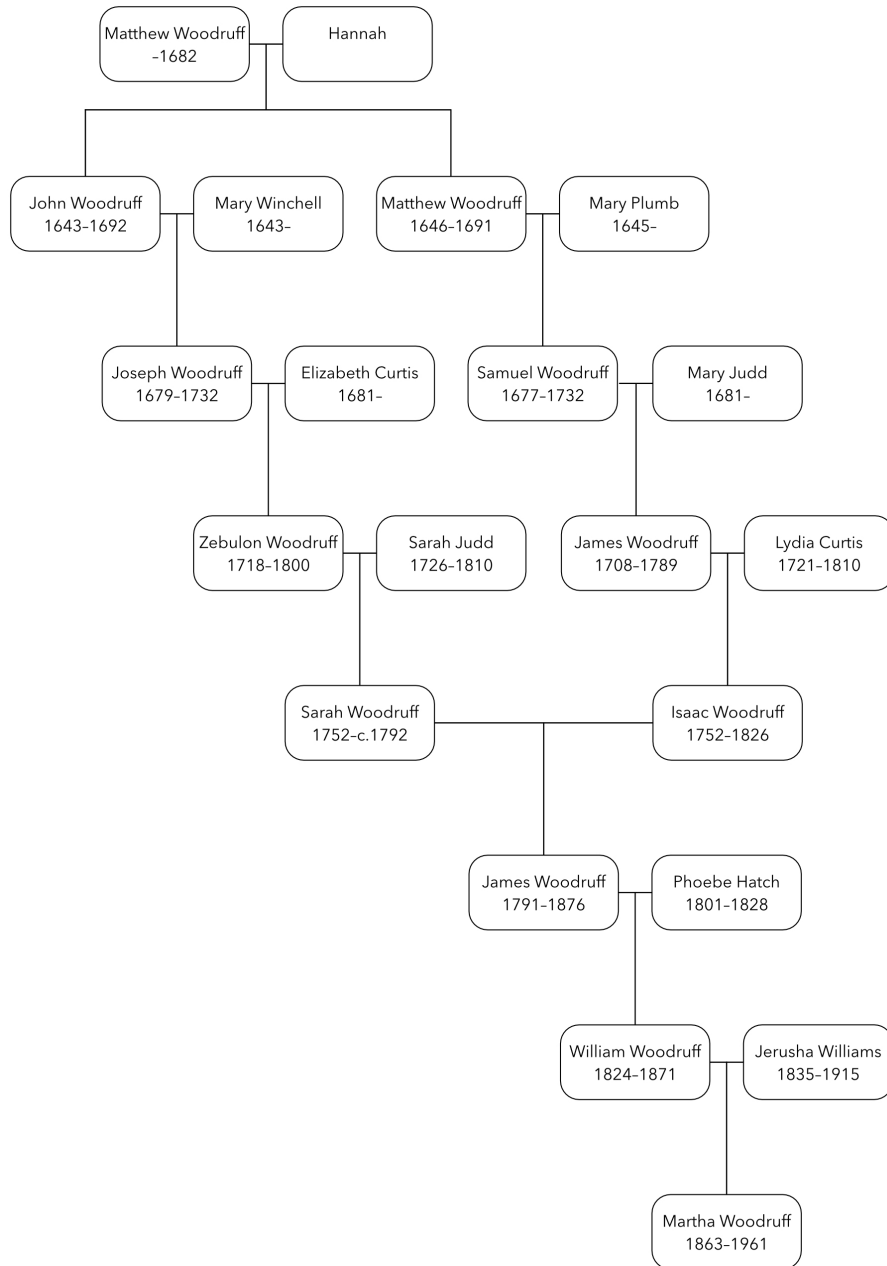 Matthew Woodruff
–1682
Hannah
John Woodruff
1643–1692
Mary Winchell
1643–
Matthew Woodruff
1646–1691
Mary Plumb
1645–
Joseph Woodruff
1679–1732
Elizabeth Curtis
1681–
Samuel Woodruff
1677–1732
Mary Judd
1681–
Zebulon Woodruff
1718–1800
Sarah Judd
1726–1810
James Woodruff
1708–1789
Lydia Curtis
1721–1810
Sarah Woodruff
1752–c.1792
Isaac Woodruff
1752–1826
James Woodruff
1791–1876
Phoebe Hatch
1801–1828
William Woodruff
1824–1871
Jerusha Williams
1835–1915
Martha Woodruff
1863–1961